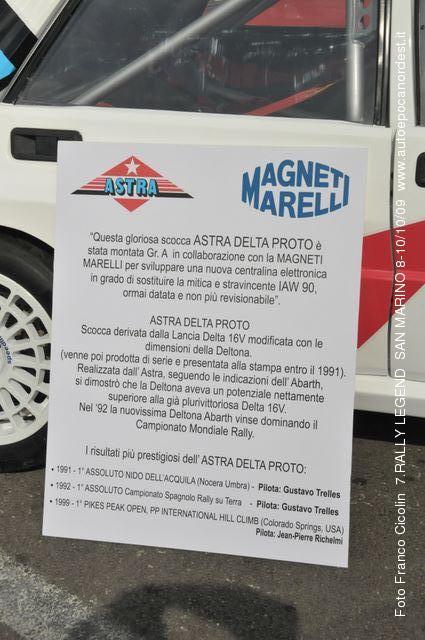 ASTRA
MAGNETI
MARELLI
"Questa gloriosa scocca ASTRA DELTA PROTO è
stata montata Gr. A in collaborazione con la MAGNETI
MARELLI per sviluppare una nuova centralina elettronica
in grado di sostituire la mitica e stravincente IAW 90,
ormai datata e non più revisionabile".
ASTRA DELTA PROTO
Scocca derivata dalla Lancia Delta 16V modificata con le
dimensioni della Deltona.
(venne poi prodotta di serie e presentata alla stampa entro il 1991).
Realizzata dall' Astra, seguendo le indicazioni dell' Abarth,
si dimostrò che la Deltona aveva un potenziale nettamente
superiore alla già plurivittoriosa Delta 16V.
Nel '92 la nuovissima Deltona Abarth vinse dominando il
Campionato Mondiale Rally.
I risultati più prestigiosi dell' ASTRA DELTA PROTO:
• 1991 - 1° ASSOLUTO NIDO DELL'ACQUILA (Nocera Umbra) - Pilota: Gustavo Trelles
• 1992 - 1° ASSOLUTO Campionato Spagnolo Rally su Terra - Pilota: Gustavo Trelles
• 1999 - 1° PIKES PEAK OPEN, PP INTERNATIONAL HILL CLIMB (Colorado Springs, USA)
Pilota: Jean-Pierre Richelmi
Foto Franco Cicolin 7.RALLY LEGEND SAN MARINO 8-10/10/09 www.autoepocanordest.it